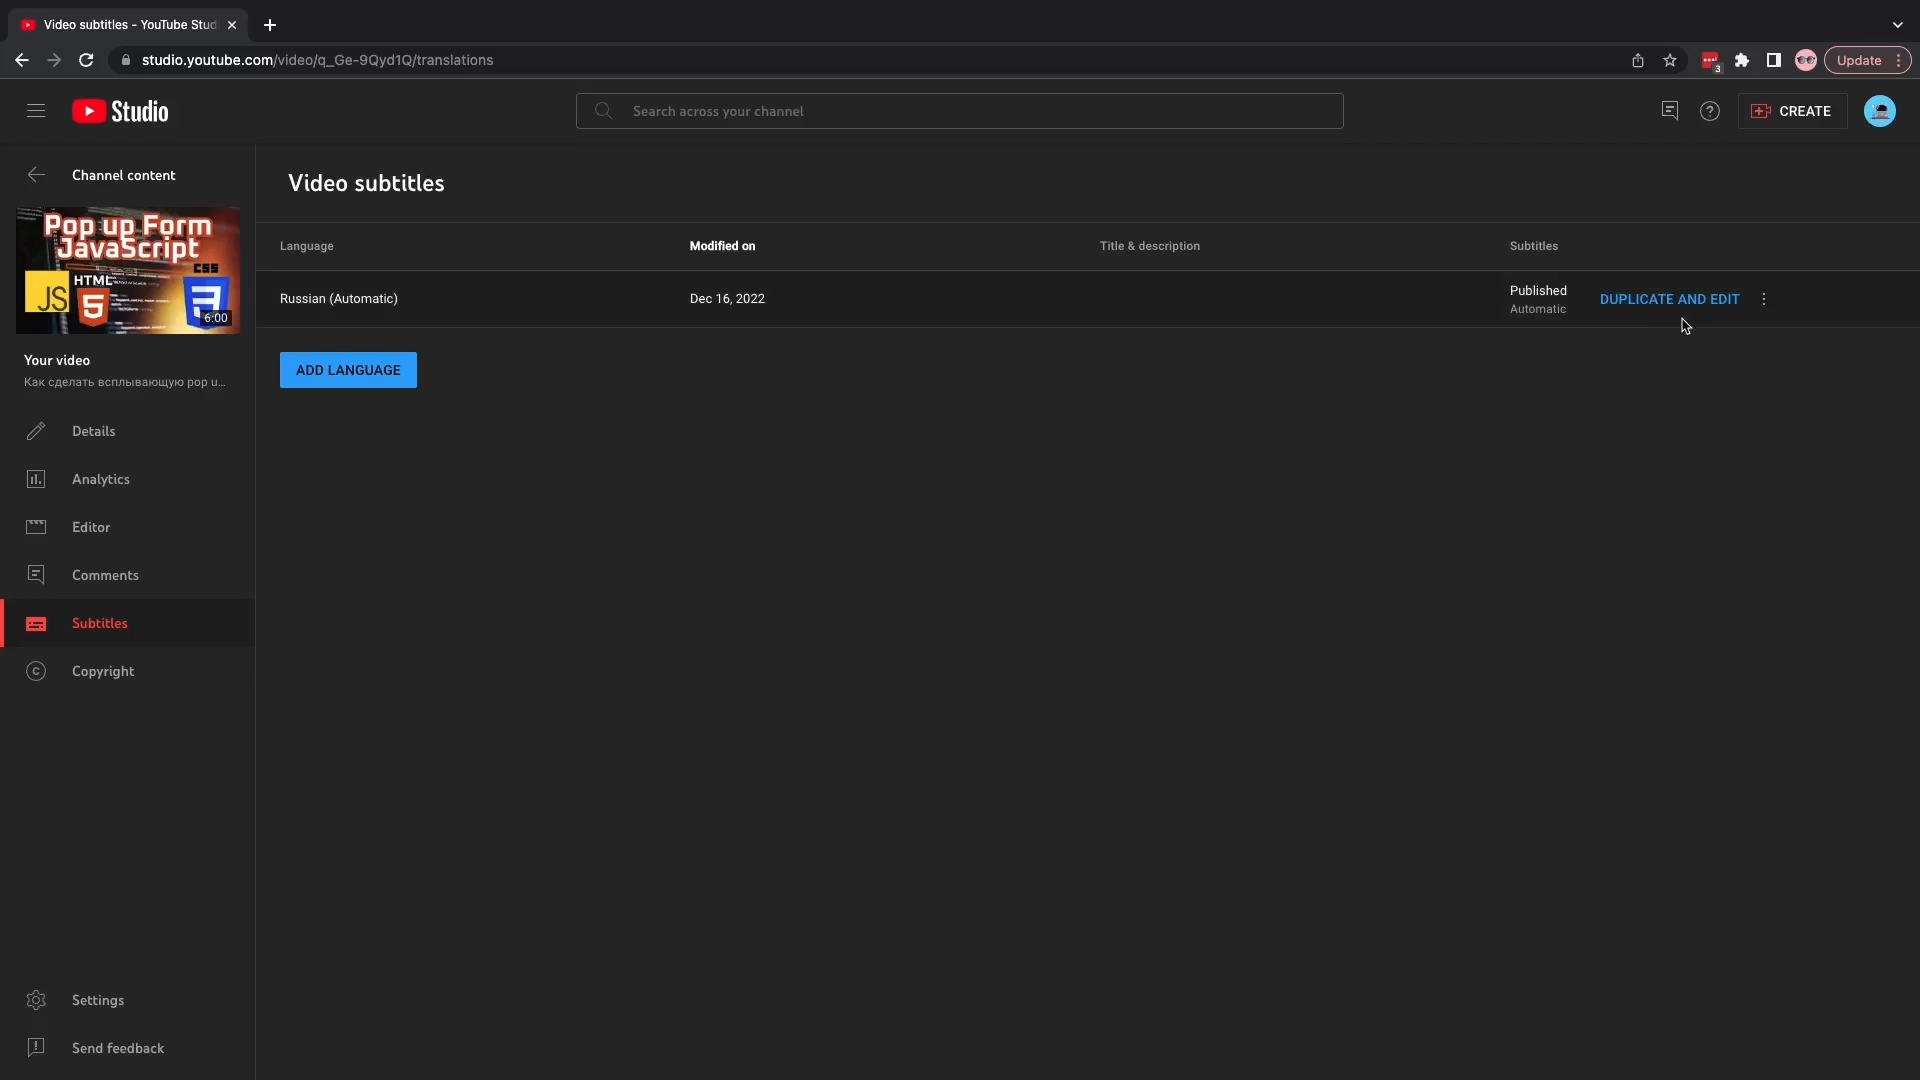 Video subtitles - YouTube Stud
studio.youtube.com/video/q_Ge-9Qyd1Q/translations
3
Update
Studio
Search across your channel
CREATE
Channel content
Pop up Form
JavaScript
JS
HTML
5
CSS
3
6:00
Your video
Как сделать всплывающую pop u...
Details
Analytics
Editor
Comments
Subtitles
Copyright
Settings
Send feedback
Video subtitles
Language
Modified on
Title & description
Subtitles
Russian (Automatic)
Dec 16, 2022
Published
Automatic
DUPLICATE AND EDIT
ADD LANGUAGE